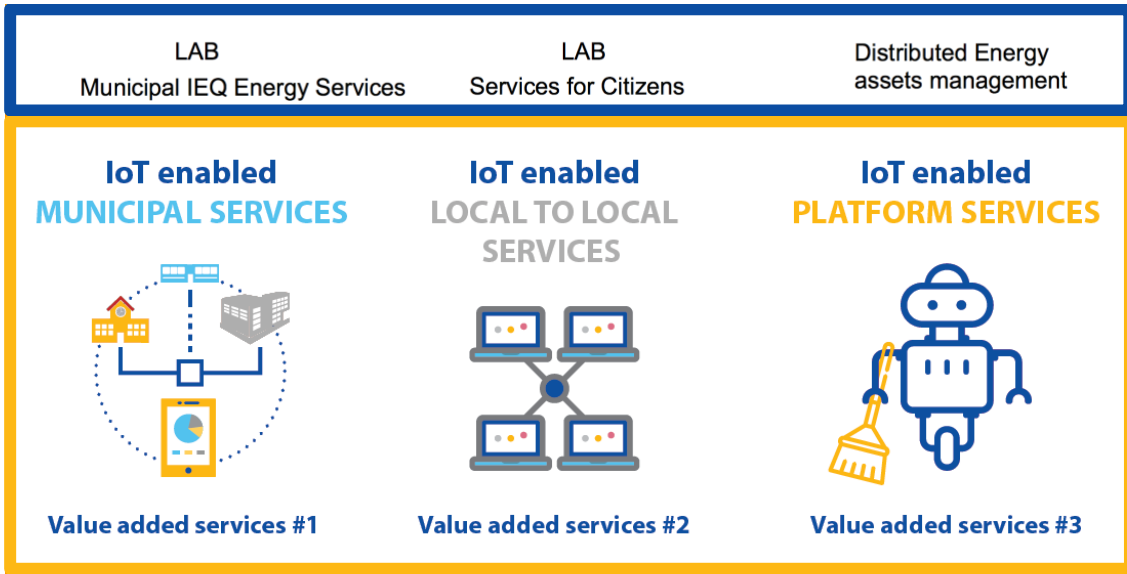 LAB
Municipal IEQ Energy Services
LAB
Services for Citizens
Distributed Energy
assets management
IoT enabled
MUNICIPAL SERVICES
IoT enabled
LOCAL TO LOCAL
SERVICES
IoT enabled
PLATFORM SERVICES
Value added services #1
Value added services #2
Value added services #3